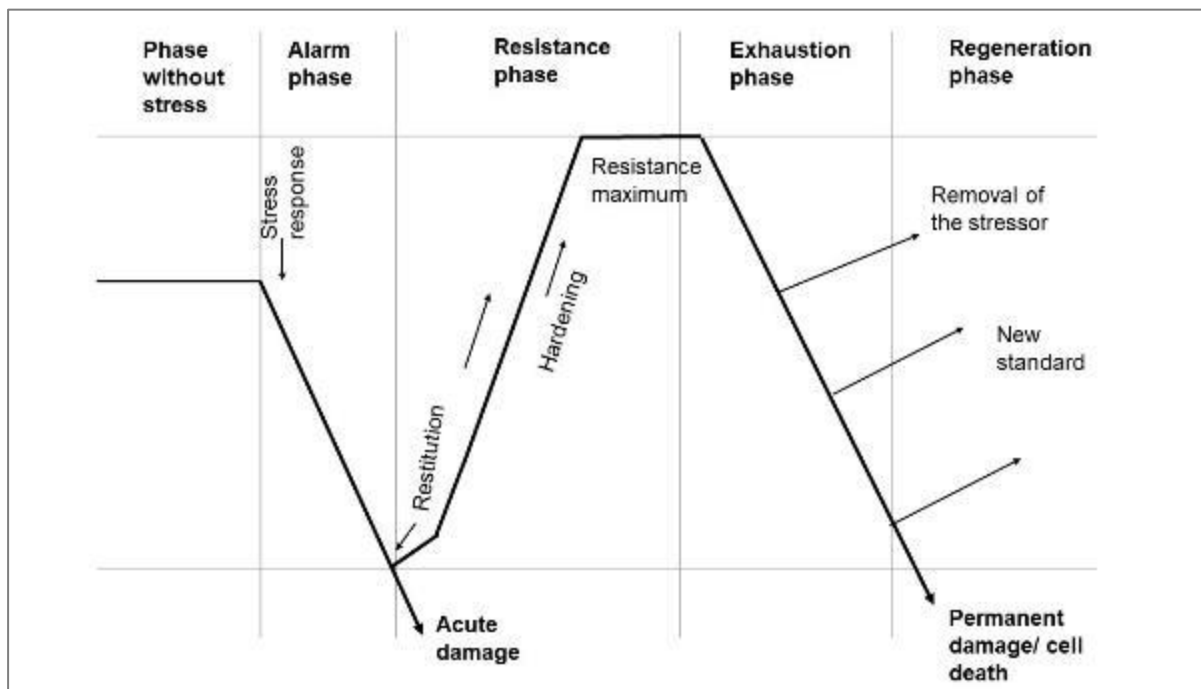 Phase
without
stress
Alarm
phase
Resistance
phase
Exhaustion
phase
Regeneration
phase
Stress
response
Restitution
Hardening
Resistance
maximum
Removal of
the stressor
New
standard
Acute
damage
Permanent
damage/ cell
death